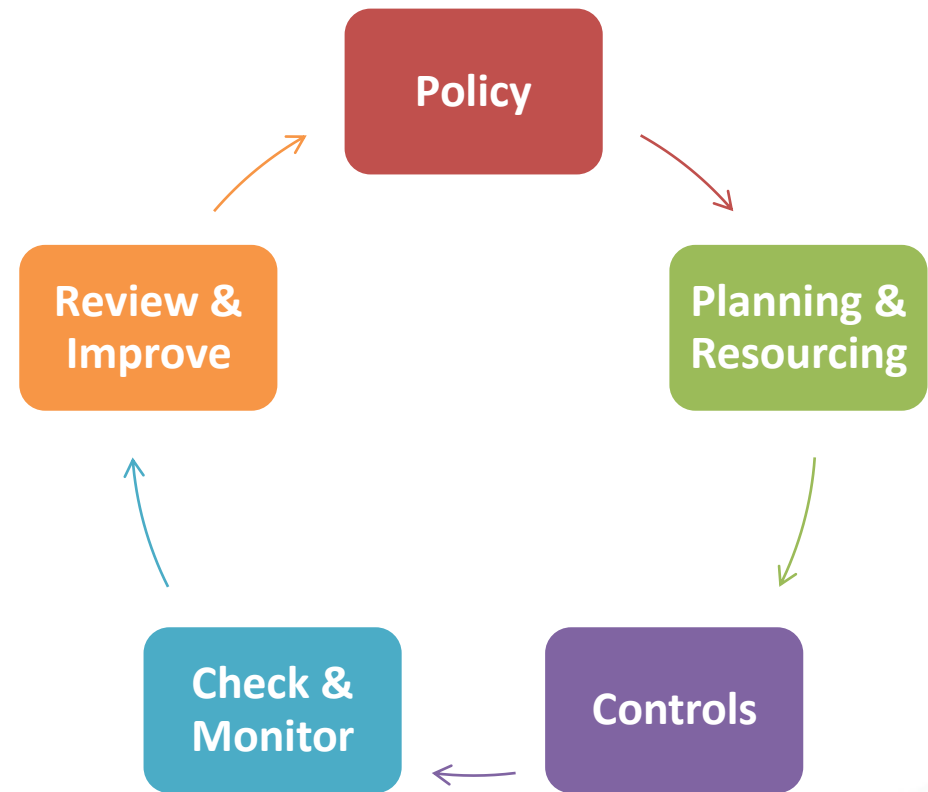 Policy
Planning &
Resourcing
Controls
Check &
Monitor
Review &
Improve